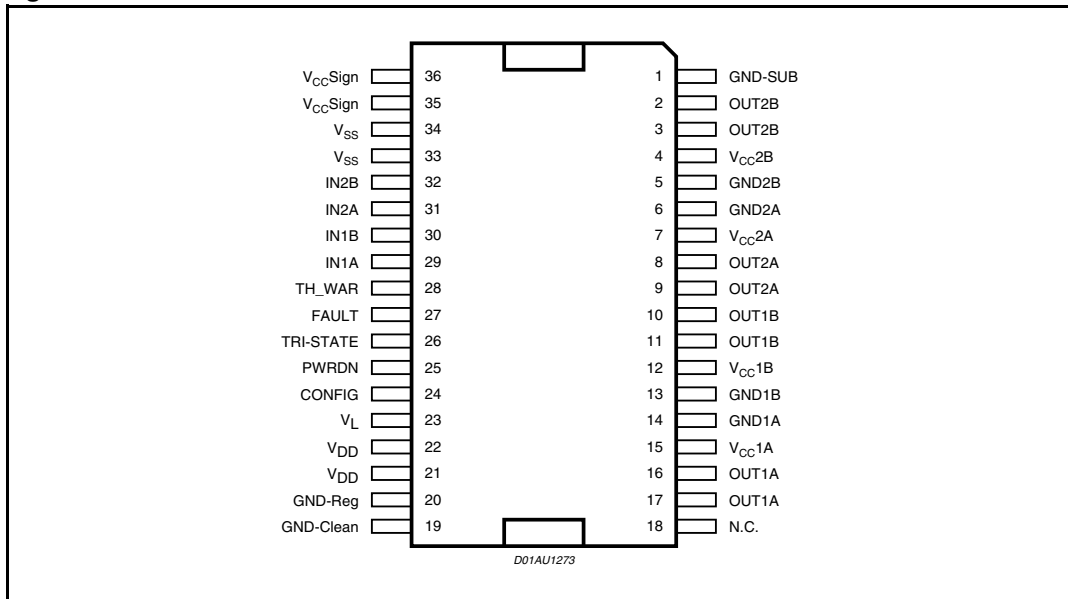 VCCSign 36 1 GND-SUB
VCCSign 35 2 OUT2B
VSS 34 3 OUT2B
VSS 33 4 VCC2B
IN2B 32 5 GND2B
IN2A 31 6 GND2A
IN1B 30 7 VCC2A
IN1A 29 8 OUT2A
TH_WAR 28 9 OUT2A
FAULT 27 10 OUT1B
TRI-STATE 26 11 OUT1B
PWRDN 25 12 VCC1B
CONFIG 24 13 GND1B
VL 23 14 GND1A
VDD 22 15 VCC1A
VDD 21 16 OUT1A
GND-Reg 20 17 OUT1A
GND-Clean 19 18 N.C.
D01AU1273